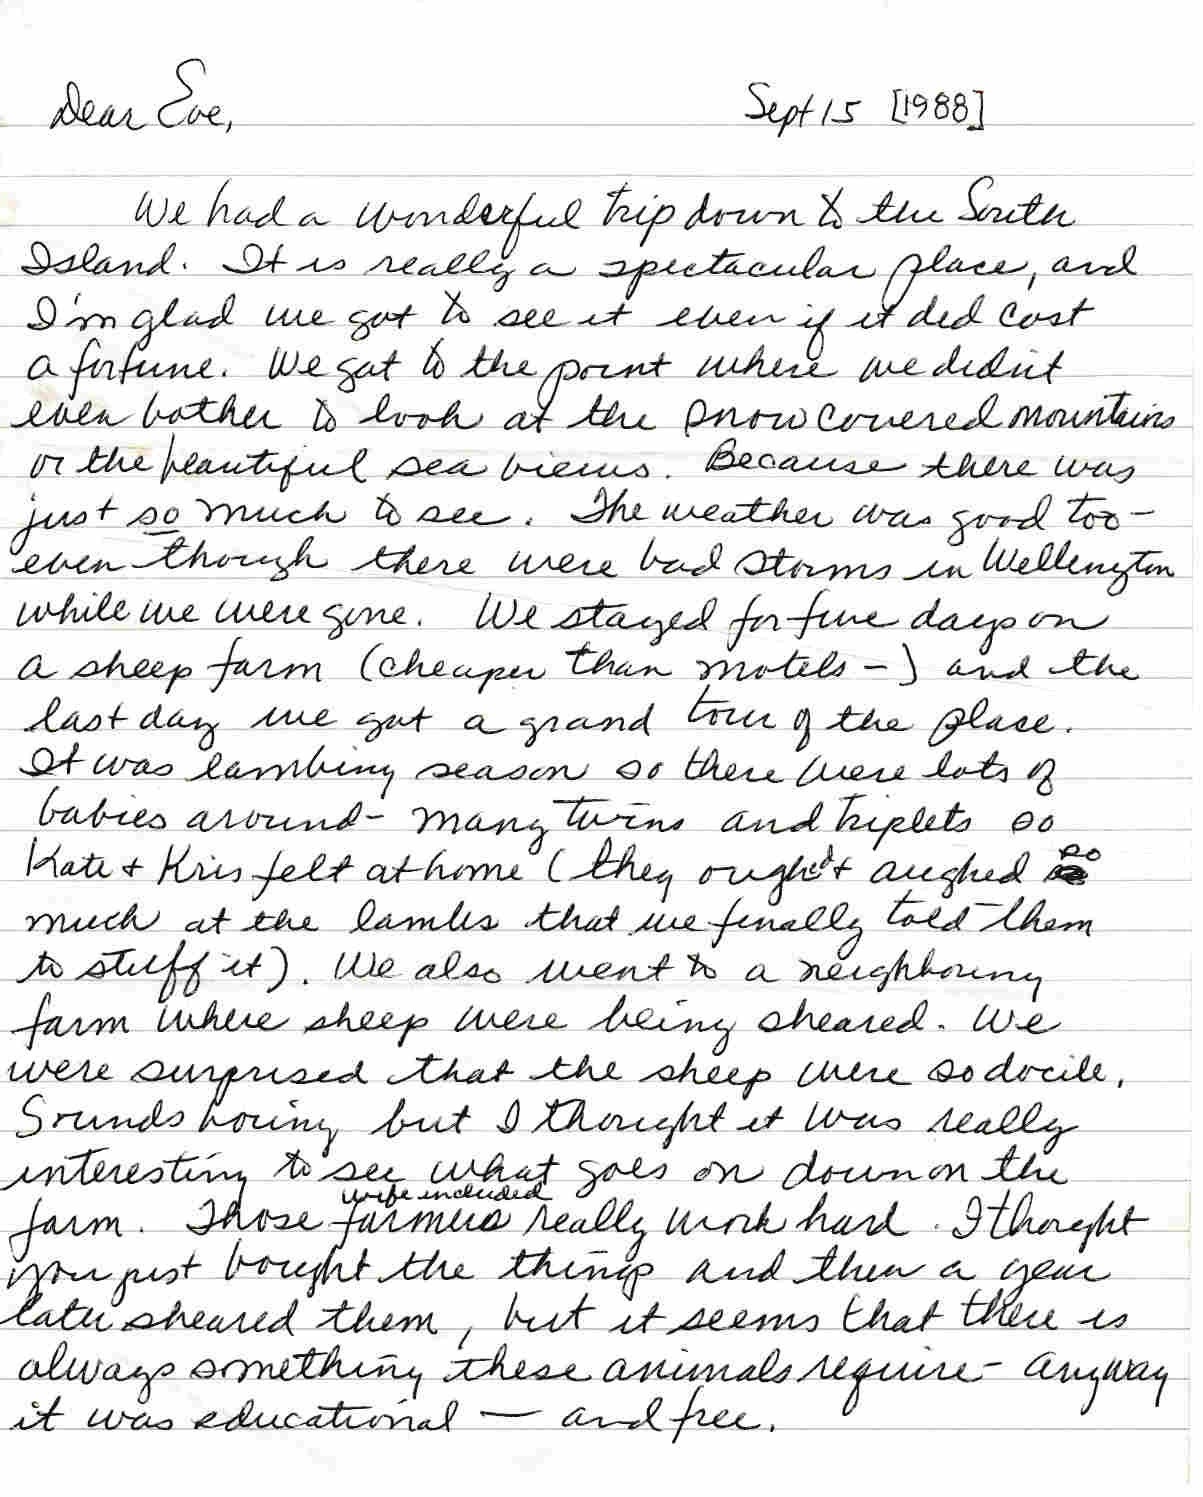 Dear Eve,
Sept 15 [1988]
We had a wonderful trip down to the South
Island. It is really a spectacular place, and
I'm glad we got to see it even if it did cost
a fortune. We got to the point where we didn't
even bother to look at the snow covered mountains
or the beautiful sea views. Because there was
just so much to see. The weather was good too -
even though there were bad storms in Wellington
while we were gone. We stayed for five days on
a sheep farm (cheaper than motels -) and the
last day we got a grand tour of the place.
It was lambing season so there were lots of
babies around - many twins and triplets so
Kate + Kris felt at home (they oughed + aughed so
much at the lambs that we finally told them
to stuff it). We also went to a neighbouring
farm where sheep were being sheared. We
were surprised that the sheep were so docile.
Sounds boring but I thought it was really
interesting to see what goes on down on the
wife included
farm. Those farmers really work hard. I thought
you just bought the things and then a year
later sheared them, but it seems that there is
always something these animals require - anyway
it was educational — and free.